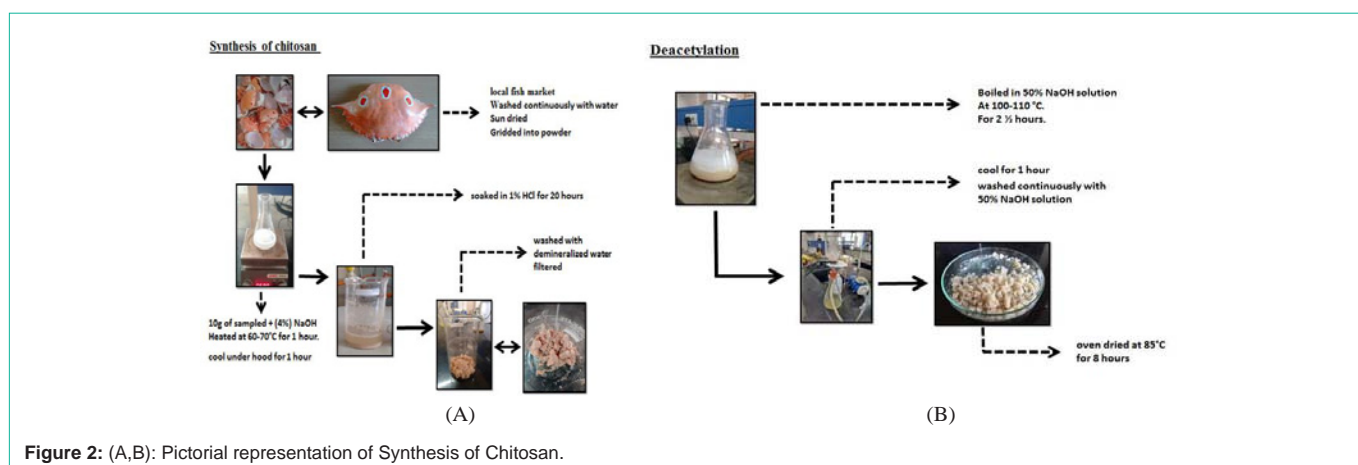 Synthesis of chitosan
local fish market
Washed continuously with water
Sun dried
Gridded into powder
soaked in 1% HCl for 20 hours
washed with
demineralized water
filtered
10g of sampled + (4%) NaOH
Heated at 60-70°C for 1 hour.
cool under hood for 1 hour
(A)
Deacetylation
Boiled in 50% NaOH solution
At 100-110 °C.
For 2 ½ hours.
cool for 1 hour
washed continuously with
50% NaOH solution
oven dried at 85°C
for 8 hours
(B)
Figure 2: (A,B): Pictorial representation of Synthesis of Chitosan.